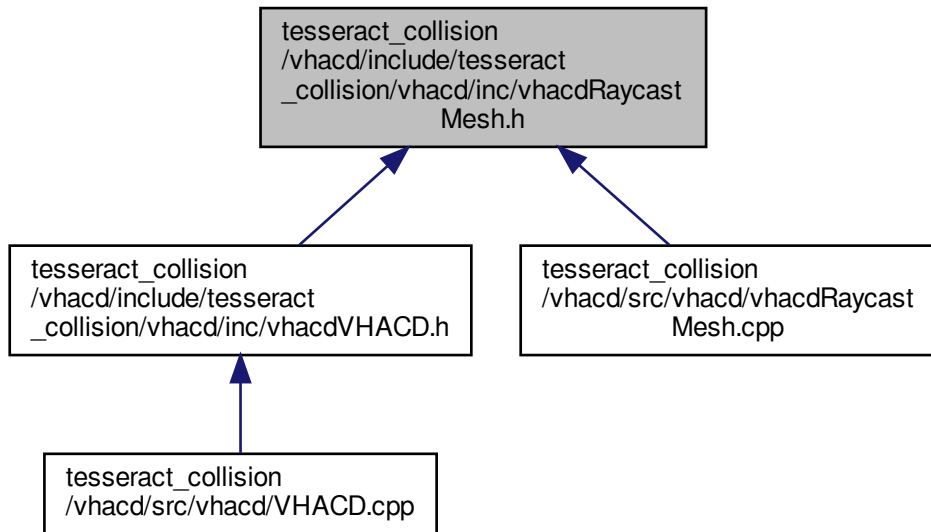 tesseract_collision
/vhacd/include/tesseract
_collision/vhacd/inc/vhacdRaycast
Mesh.h
tesseract_collision
/vhacd/include/tesseract
_collision/vhacd/inc/vhacdVHACD.h
tesseract_collision
/vhacd/src/vhacd/vhacdRaycast
Mesh.cpp
tesseract_collision
/vhacd/src/vhacd/VHACD.cpp